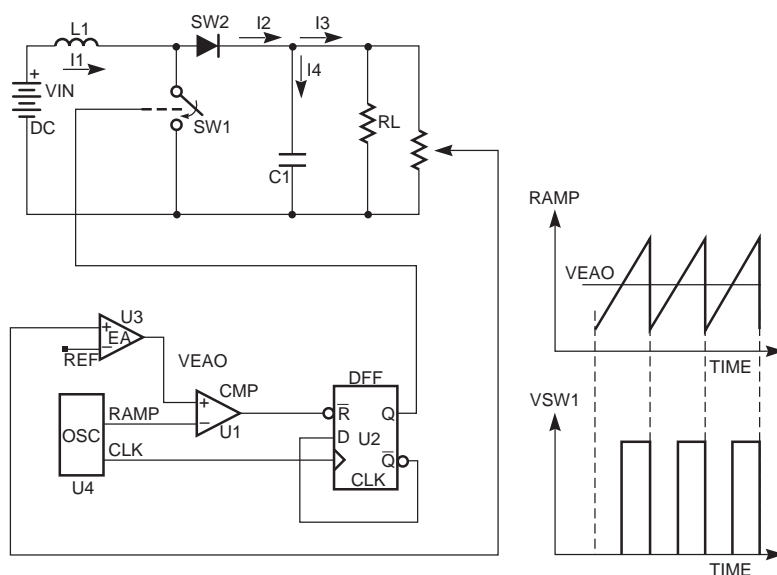 L1
SW2
I2
I3
I1
I4
+
VIN
DC
SW1
RL
C1
RAMP
VEAO
TIME
VSW1
TIME
U3
+
EA
−
REF
VEAO
CMP
+
−
U1
RAMP
OSC
CLK
U4
DFF
R
Q
D
U2
Q
CLK